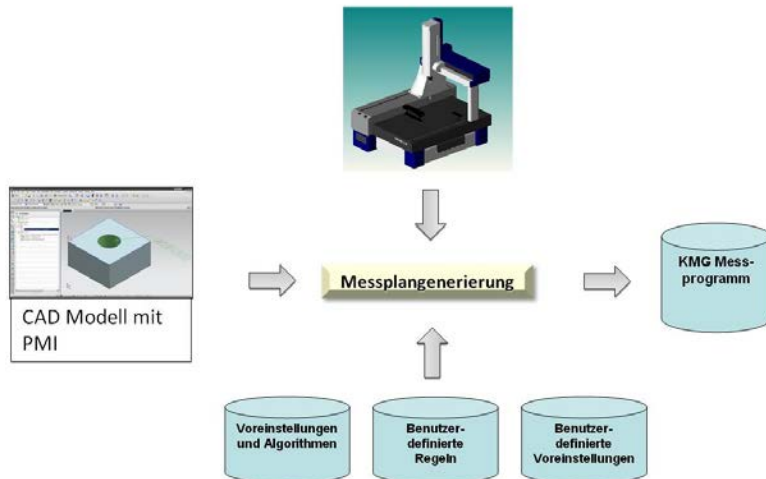 KMG Mess-
programm
Messplangenerierung
CAD Modell mit
PMI
Voreinstellungen
und Algorithmen
Benutzer-
definierte
Regeln
Benutzer-
definierte
Voreinstellungen